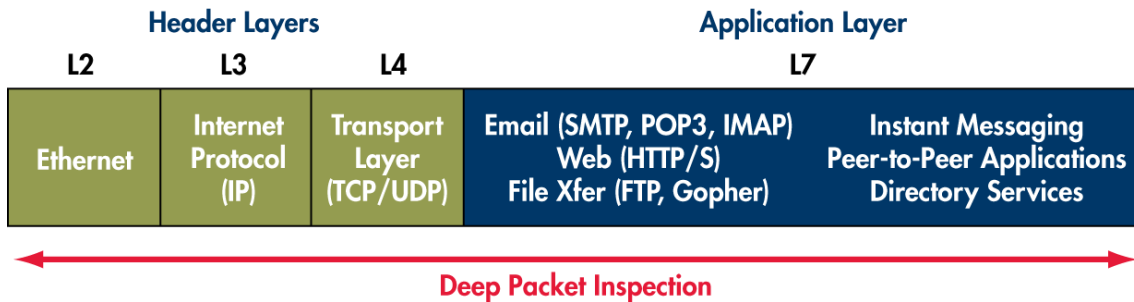 Header Layers
Application Layer
L2
L3
L4
L7
Ethernet
Internet
Protocol
(IP)
Transport
Layer
(TCP/UDP)
Email (SMTP, POP3, IMAP)
Web (HTTP/S)
File Xfer (FTP, Gopher)
Instant Messaging
Peer-to-Peer Applications
Directory Services
Deep Packet Inspection